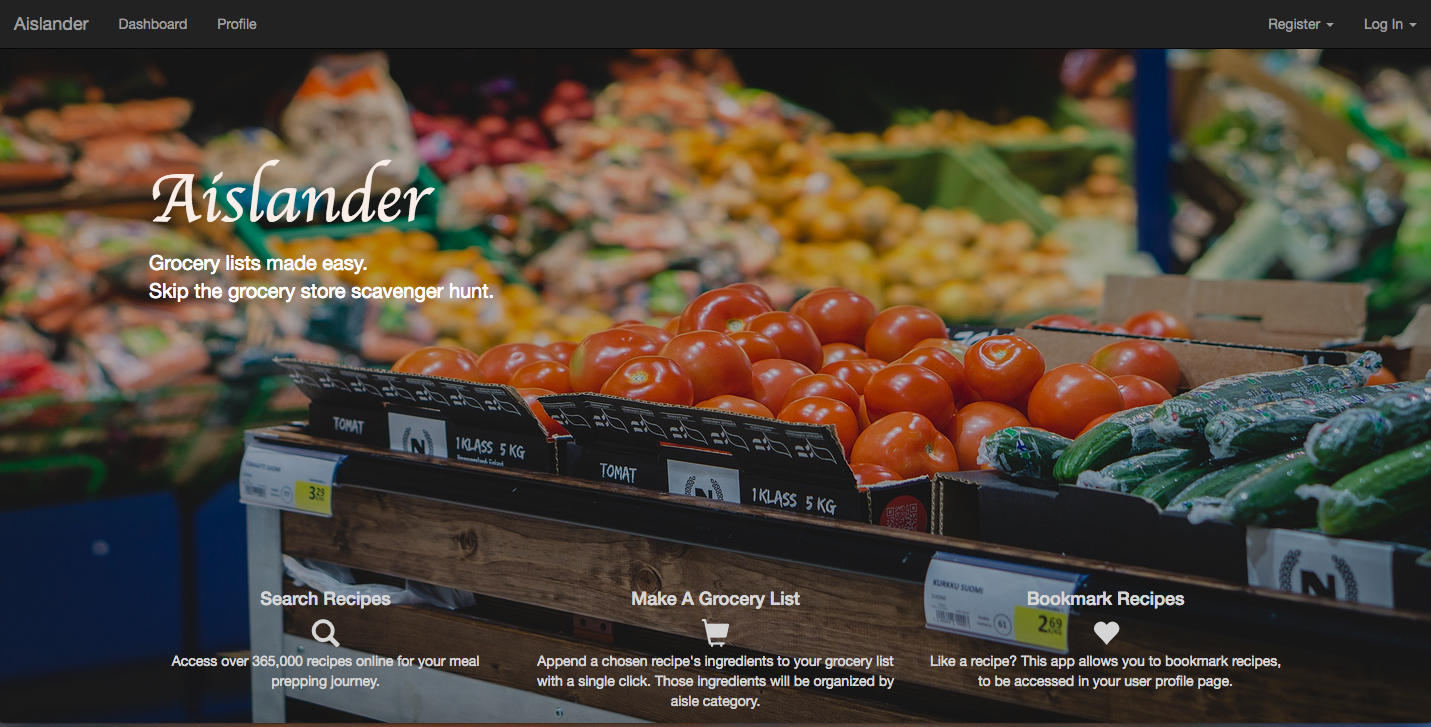 Aislander Dashboard Profile Register Log In
Aislander
Grocery lists made easy.
Skip the grocery store scavenger hunt.
TOMAT
1 KLASS 5 KG
TOMAT
N
1 KLASS 5 KG
3 29
KURKKU SUOMI
SUOMI
61
2 69
N
Search Recipes
Access over 365,000 recipes online for your meal
prepping journey.
Make A Grocery List
Append a chosen recipe's ingredients to your grocery list
with a single click. Those ingredients will be organized by
aisle category.
Bookmark Recipes
Like a recipe? This app allows you to bookmark recipes,
to be accessed in your user profile page.